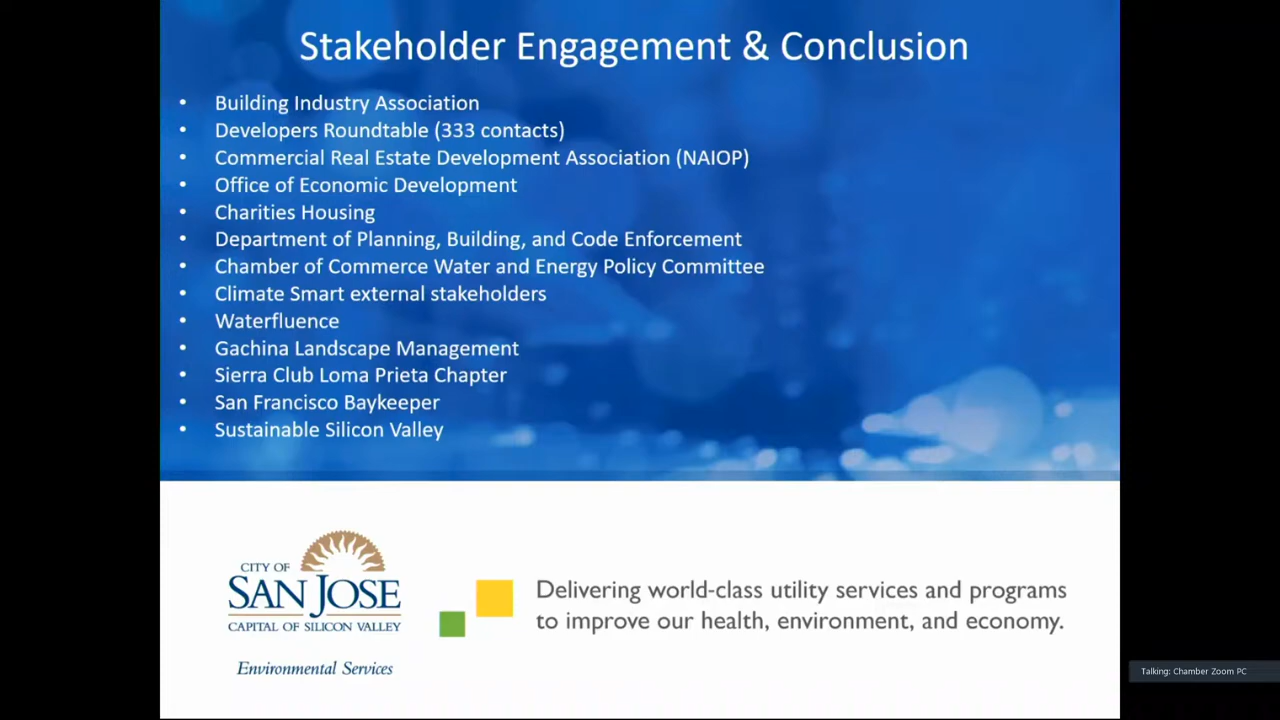 Stakeholder Engagement & Conclusion
• Building Industry Association
• Developers Roundtable (333 contacts)
• Commercial Real Estate Development Association (NAIOP)
• Office of Economic Development
• Charities Housing
• Department of Planning, Building, and Code Enforcement
• Chamber of Commerce Water and Energy Policy Committee
• Climate Smart external stakeholders
• Waterfluence
• Gachina Landscape Management
• Sierra Club Loma Prieta Chapter
• San Francisco Baykeeper
• Sustainable Silicon Valley
CITY OF
SAN JOSE
CAPITAL OF SILICON VALLEY
Environmental Services
Delivering world-class utility services and programs
to improve our health, environment, and economy.
Talking: Chamber Zoom PC